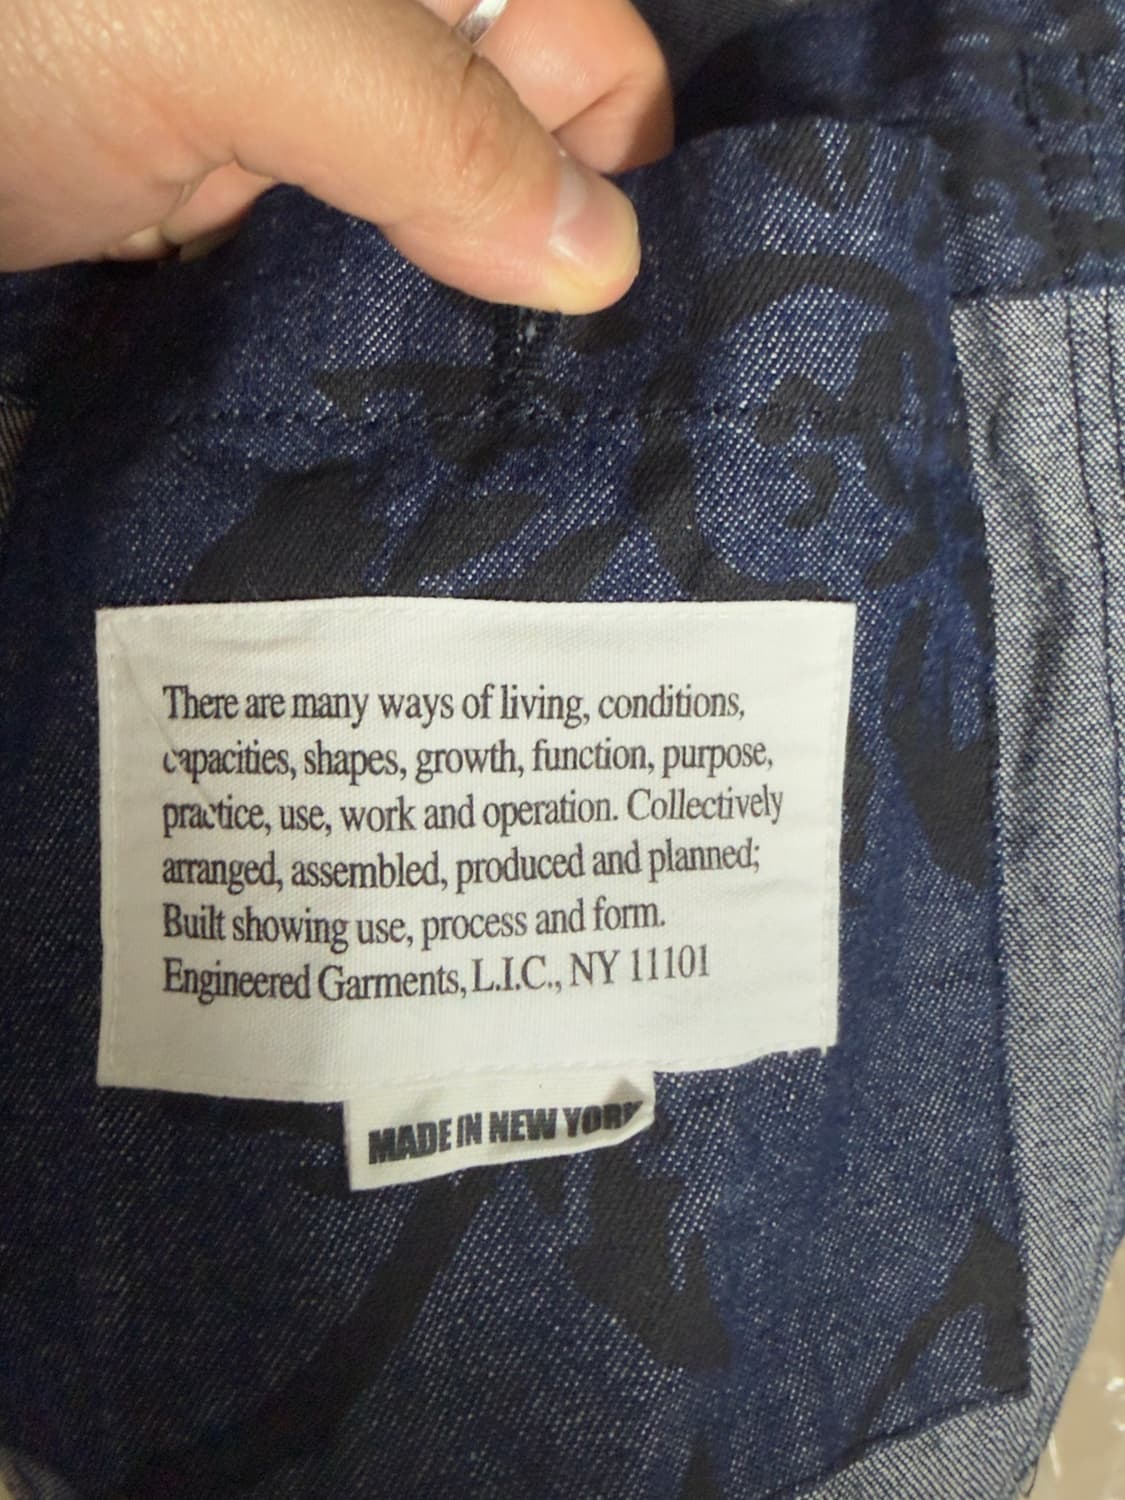 There are many ways of living, conditions,
capacities, shapes, growth, function, purpose,
practice, use, work and operation. Collectively
arranged, assembled, produced and planned;
Built showing use, process and form.
Engineered Garments, L.I.C., NY 11101
MADE IN NEW YORK